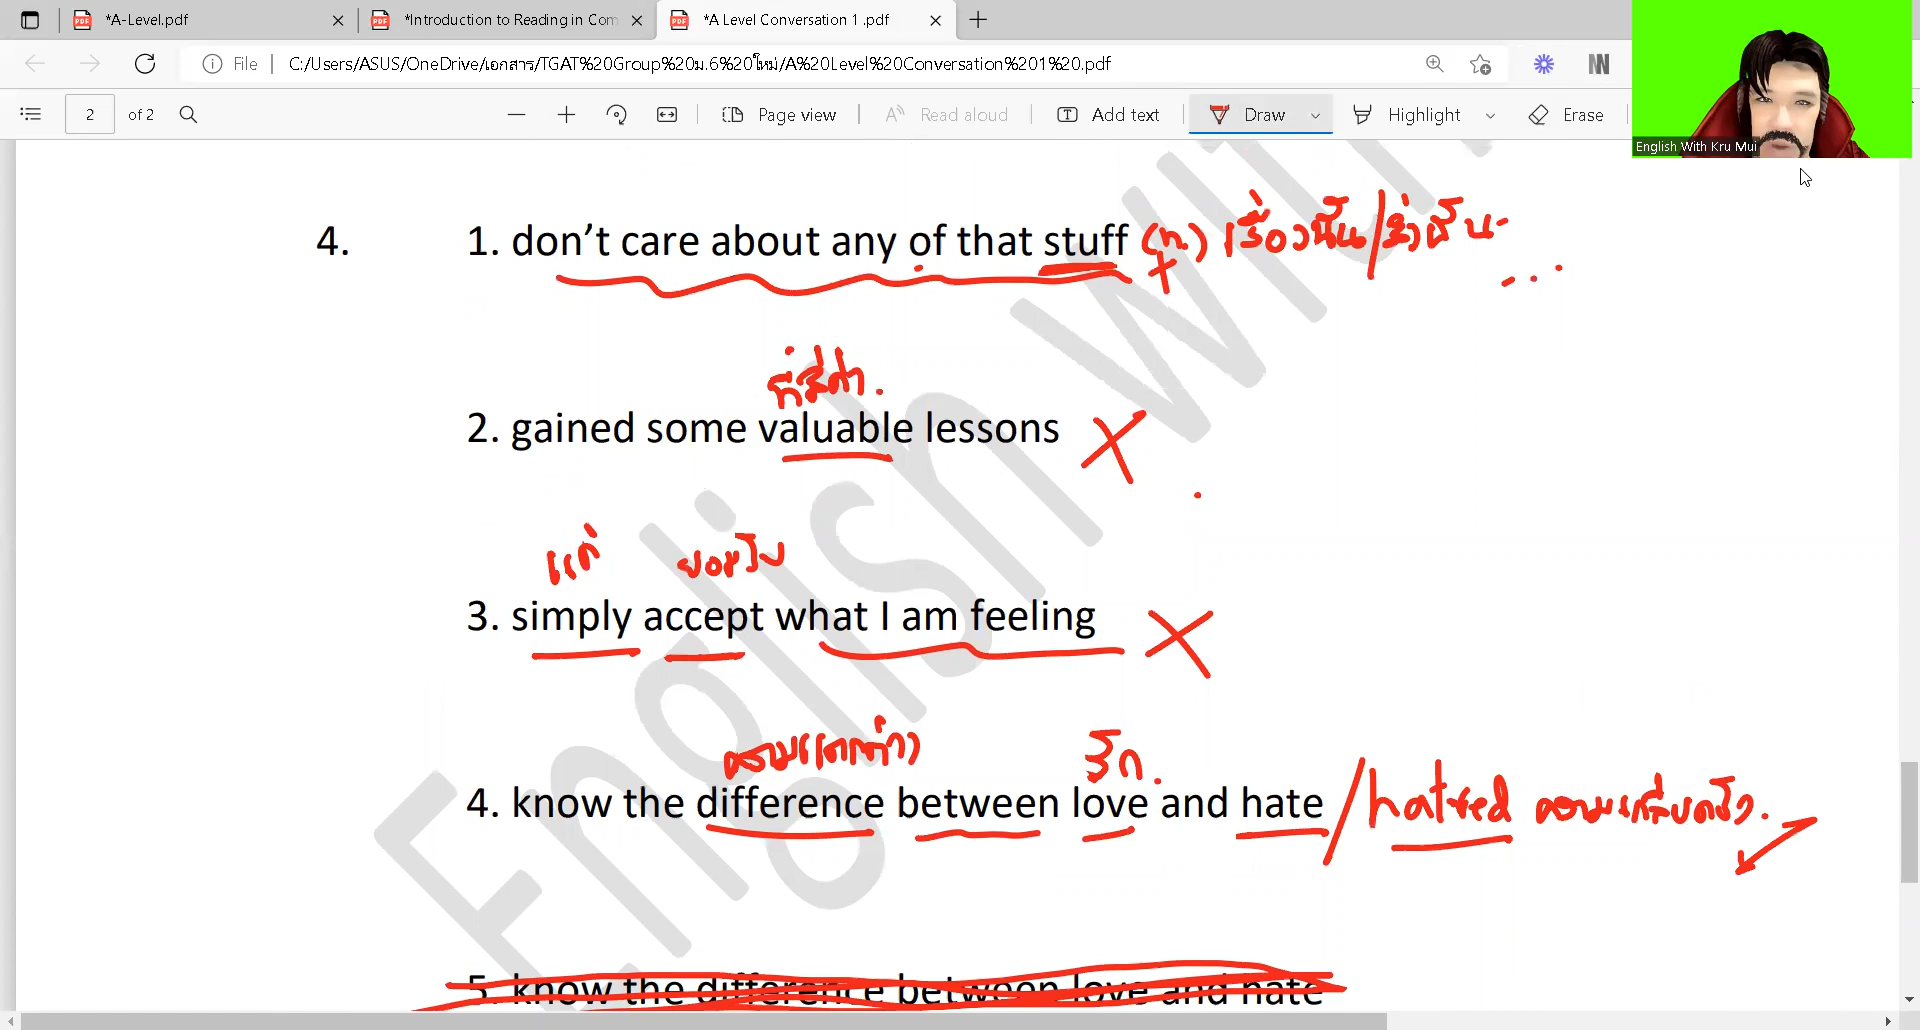 *A-Level.pdf
*Introduction to Reading in Com
*A Level Conversation 1 .pdf
File
C:/Users/ASUS/OneDrive/เอกสาร/TGAT%20Group%20ม.6%20ใหม่/A%20Level%20Conversation%201%20.pdf
2 of 2
Page view
Read aloud
Add text
Draw
Highlight
Erase
English With Kru Mui
4. 1. don't care about any of that stuff (n.) เรื่องนั้น/สิ่งนั้น
ที่มีค่า
2. gained some valuable lessons
แค่ ยอมรับ
3. simply accept what I am feeling
ความแตกต่าง รัก
4. know the difference between love and hate / hatred ความเกลียดชัง
5. know the difference between love and hate
English With